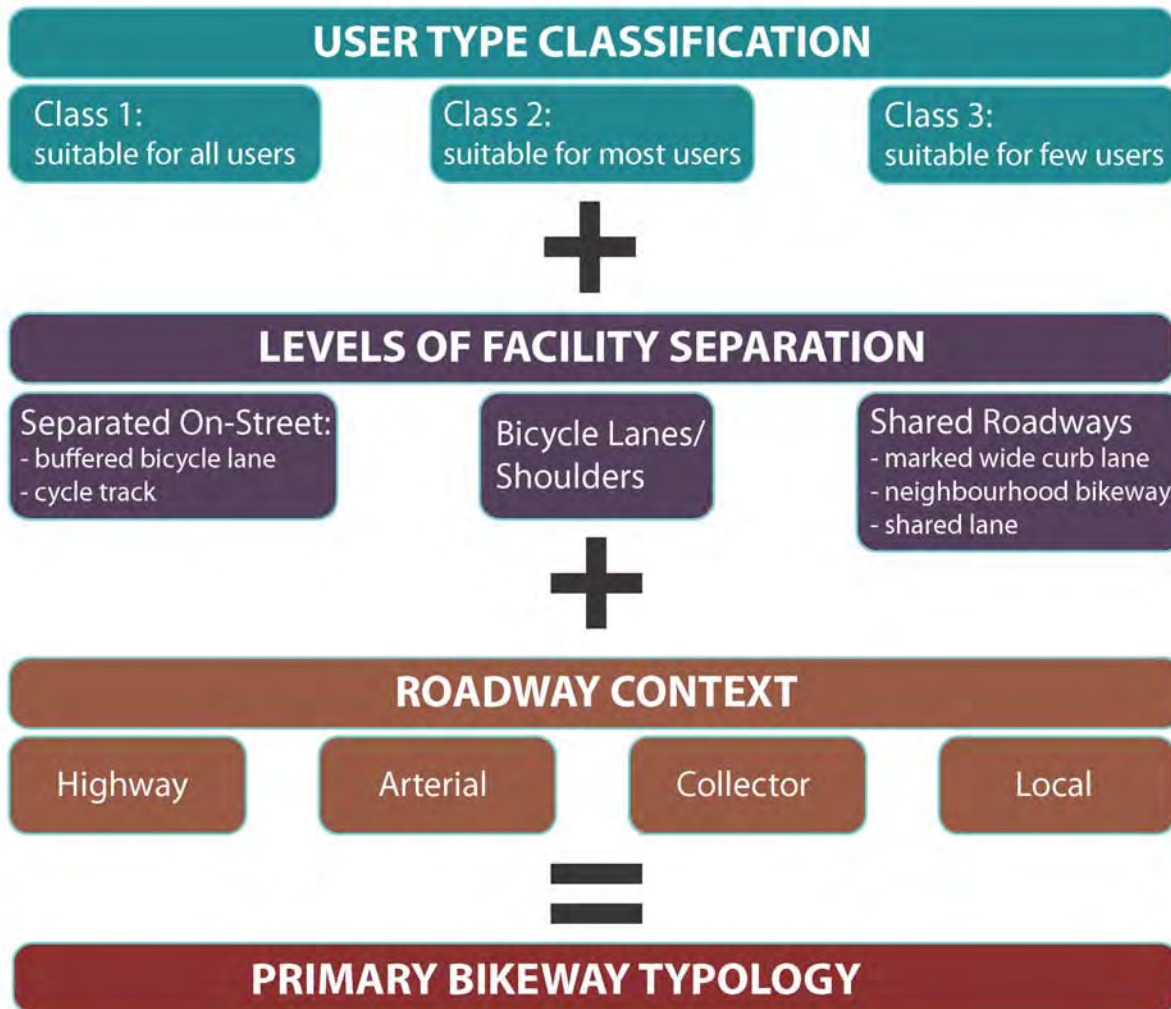 USER TYPE CLASSIFICATION
Class 1:
suitable for all users
Class 2:
suitable for most users
Class 3:
suitable for few users
+
LEVELS OF FACILITY SEPARATION
Separated On-Street:
- buffered bicycle lane
- cycle track
Bicycle Lanes/
Shoulders
Shared Roadways
- marked wide curb lane
- neighbourhood bikeway
- shared lane
+
ROADWAY CONTEXT
Highway
Arterial
Collector
Local
=
PRIMARY BIKEWAY TYPOLOGY